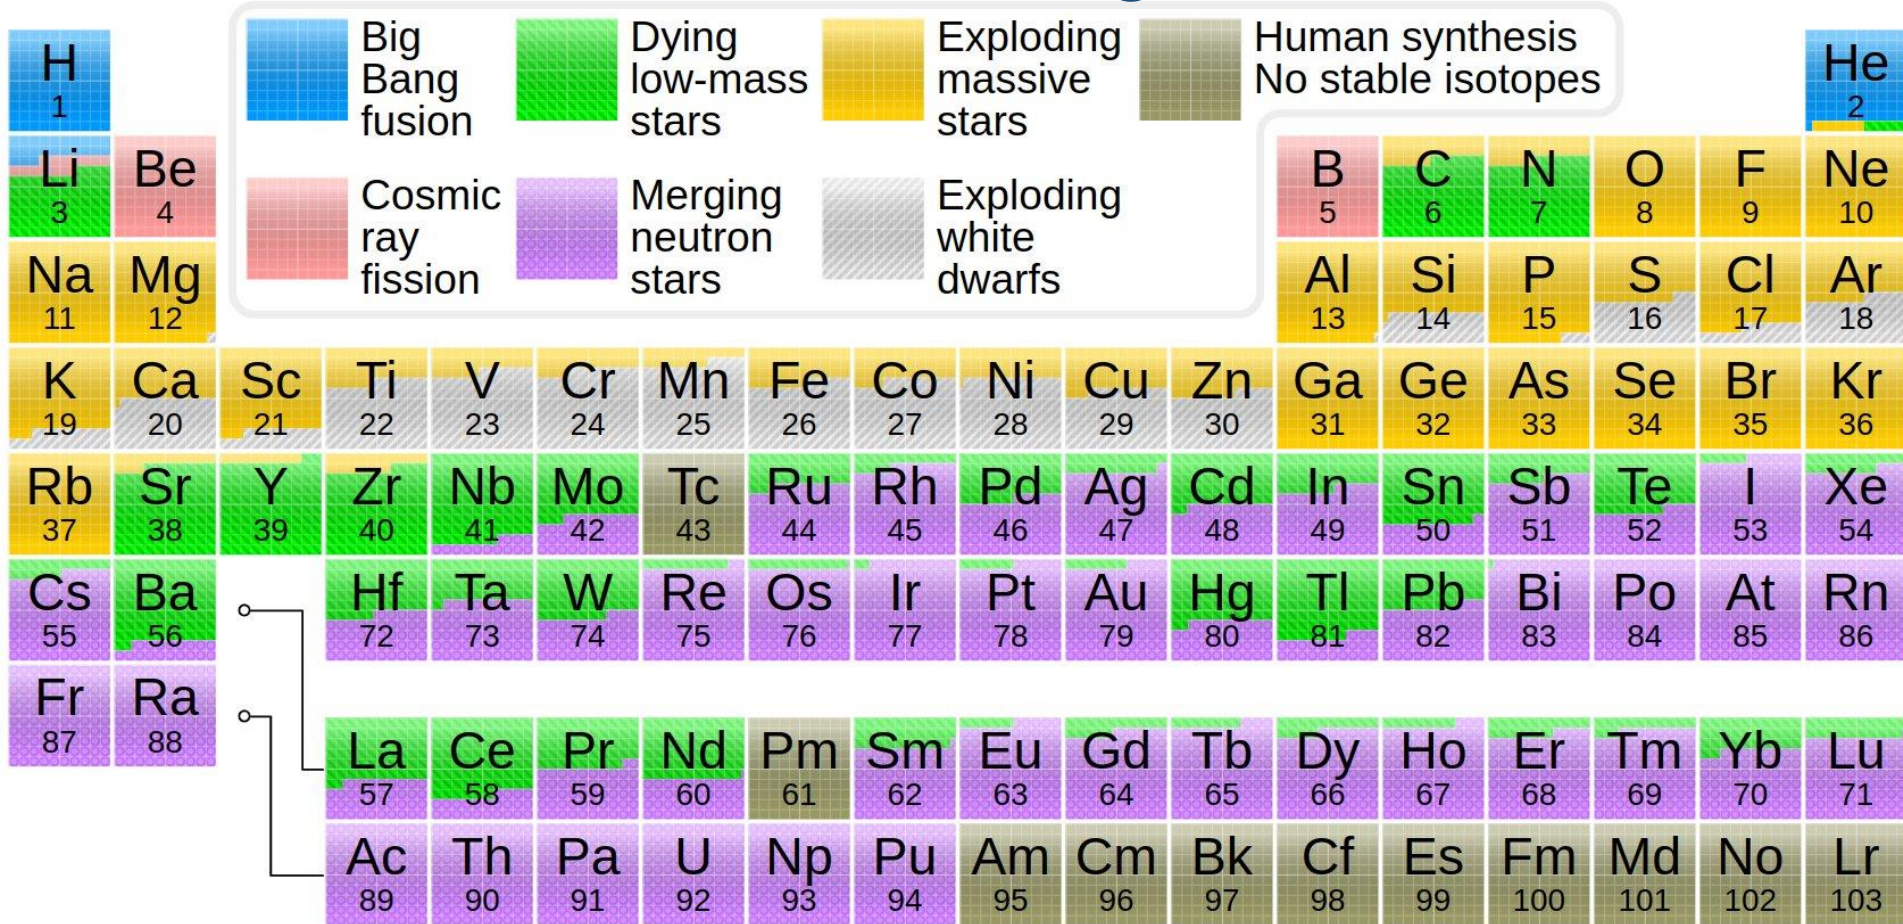 Big
Bang
fusion
Dying
low-mass
stars
Exploding
massive
stars
Human synthesis
No stable isotopes
Cosmic
ray
fission
Merging
neutron
stars
Exploding
white
dwarfs
H He
1 2
Li Be B C N O F Ne
3 4 5 6 7 8 9 10
Na Mg Al Si P S Cl Ar
11 12 13 14 15 16 17 18
K Ca Sc Ti V Cr Mn Fe Co Ni Cu Zn Ga Ge As Se Br Kr
19 20 21 22 23 24 25 26 27 28 29 30 31 32 33 34 35 36
Rb Sr Y Zr Nb Mo Tc Ru Rh Pd Ag Cd In Sn Sb Te I Xe
37 38 39 40 41 42 43 44 45 46 47 48 49 50 51 52 53 54
Cs Ba Hf Ta W Re Os Ir Pt Au Hg Tl Pb Bi Po At Rn
55 56 72 73 74 75 76 77 78 79 80 81 82 83 84 85 86
Fr Ra
87 88
La Ce Pr Nd Pm Sm Eu Gd Tb Dy Ho Er Tm Yb Lu
57 58 59 60 61 62 63 64 65 66 67 68 69 70 71
Ac Th Pa U Np Pu Am Cm Bk Cf Es Fm Md No Lr
89 90 91 92 93 94 95 96 97 98 99 100 101 102 103